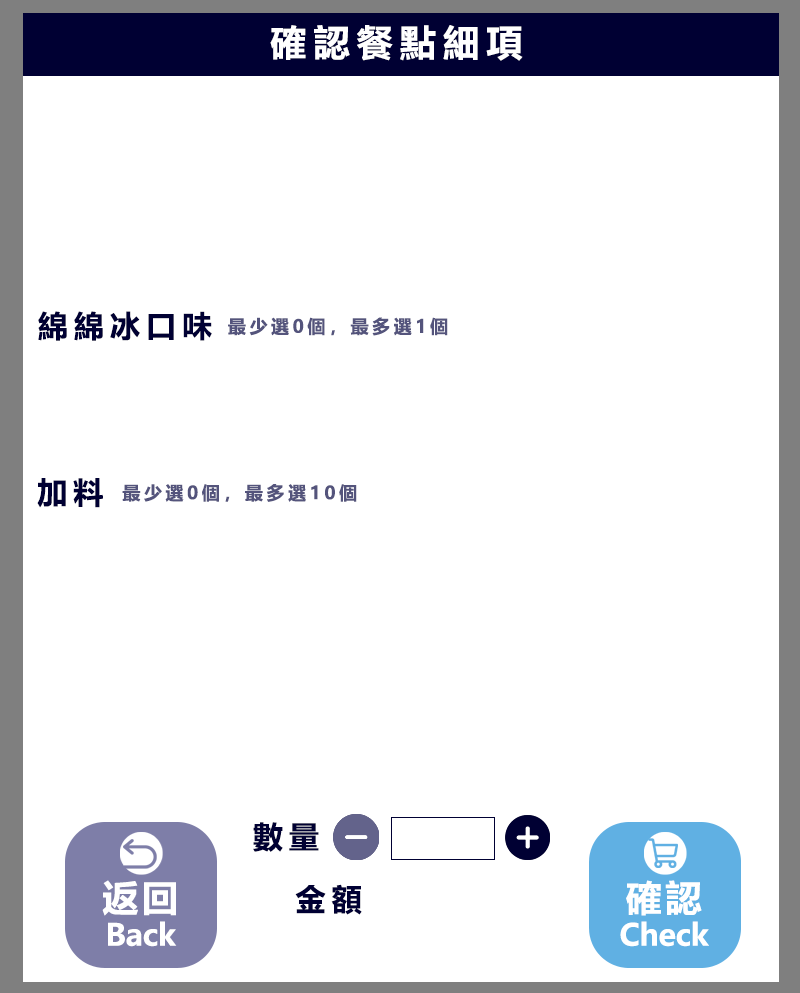 確認餐點細項
綿綿冰口味 最少選0個，最多選1個
加料 最少選0個，最多選10個
數量
金額
返回
Back
確認
Check